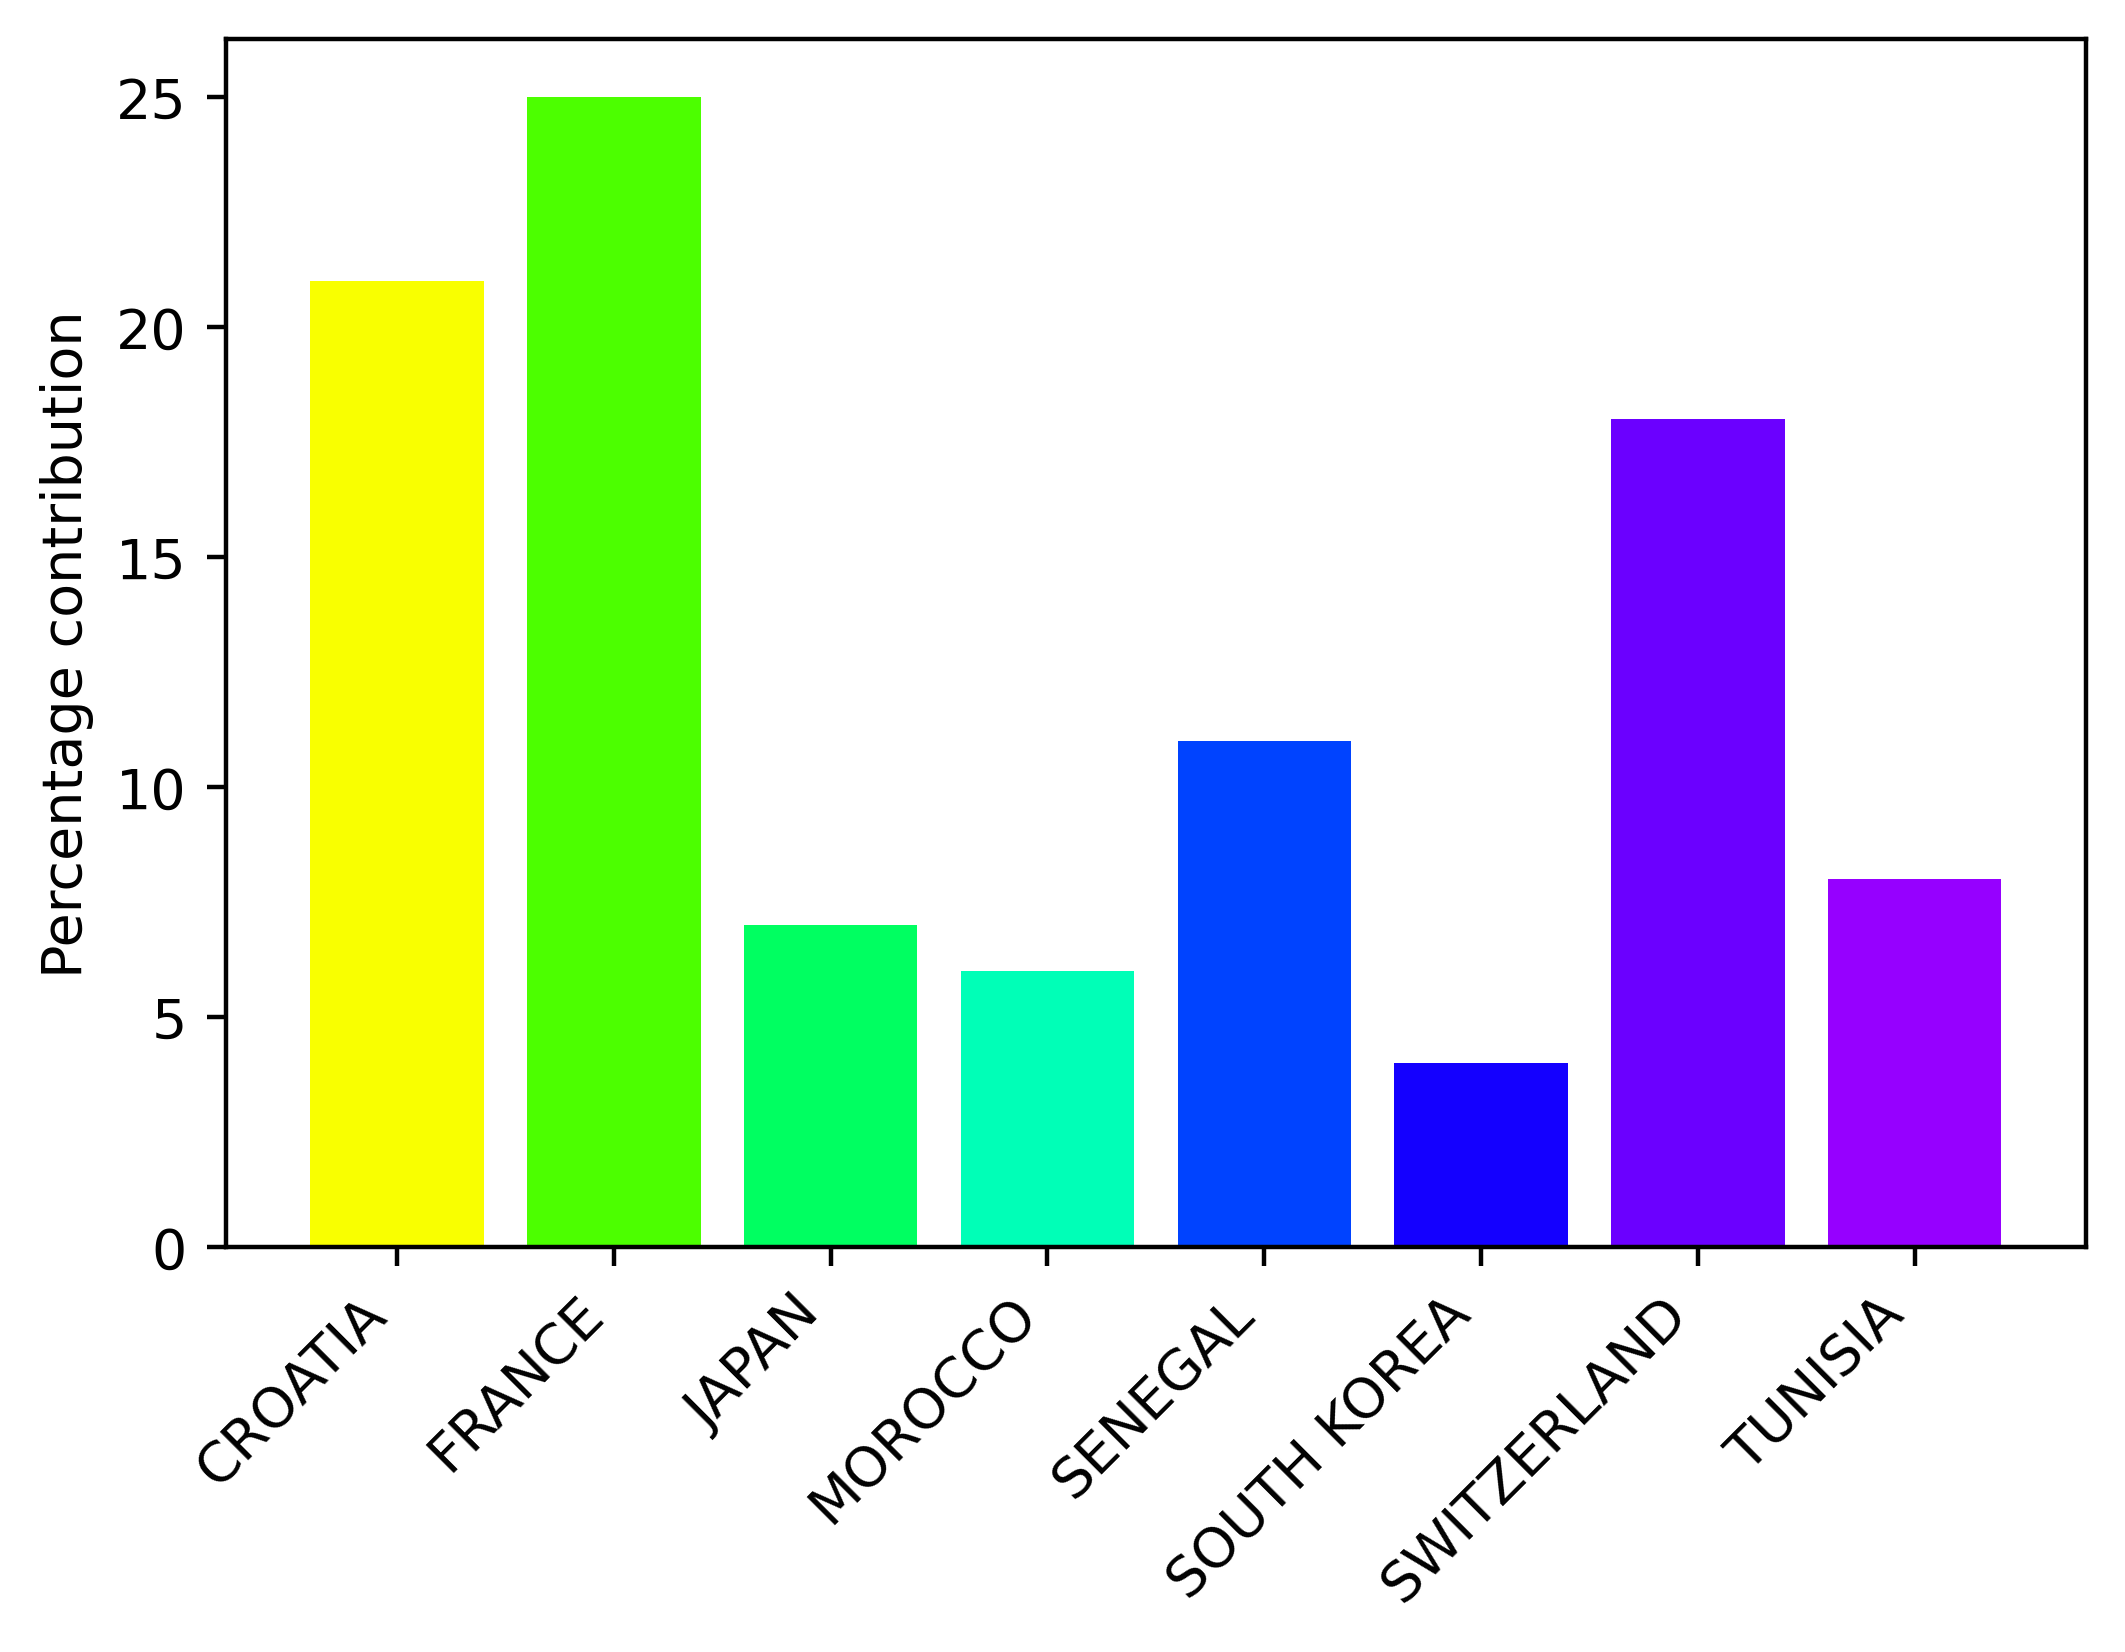 Percentage contribution
25
20
15
10
5
0
CROATIA
FRANCE
JAPAN
MOROCCO
SENEGAL
SOUTH KOREA
SWITZERLAND
TUNISIA